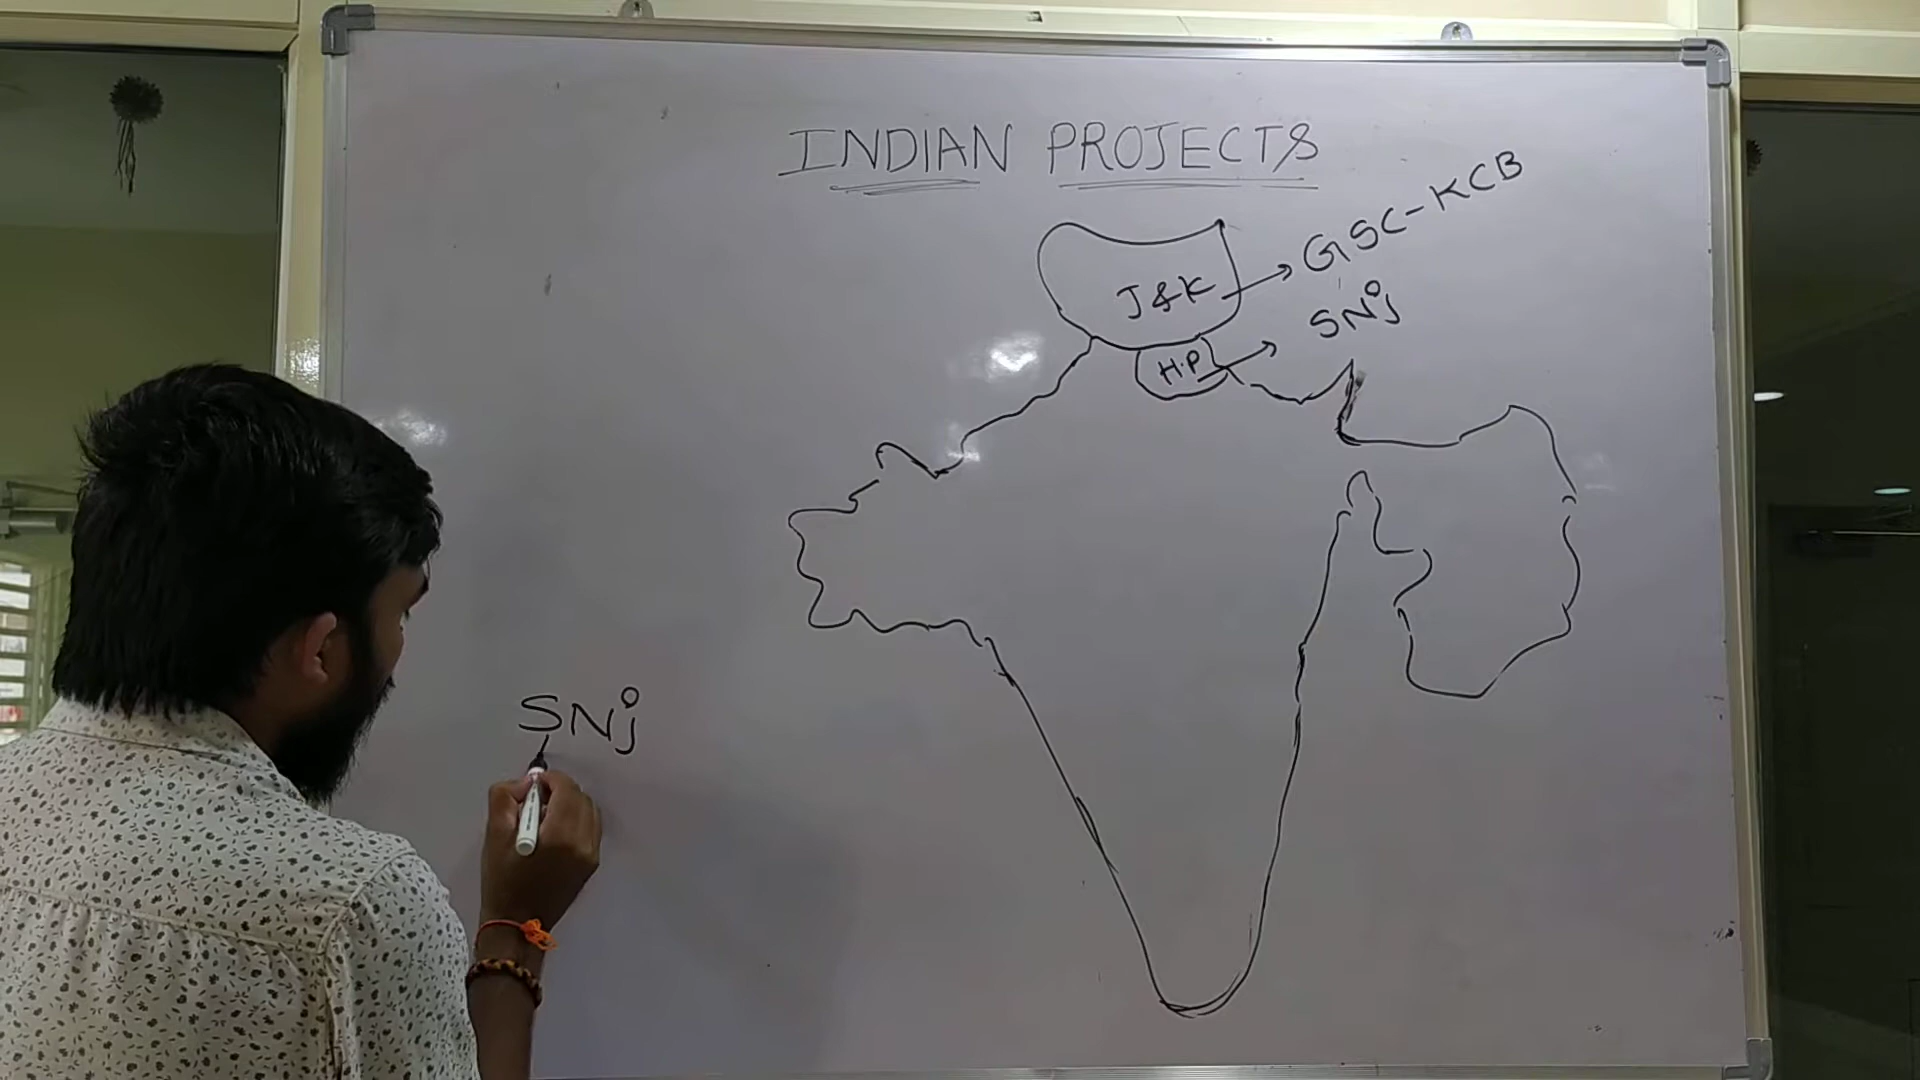 INDIAN PROJECTS
J&K → GSC-KCB
H.P → SNj
SNj